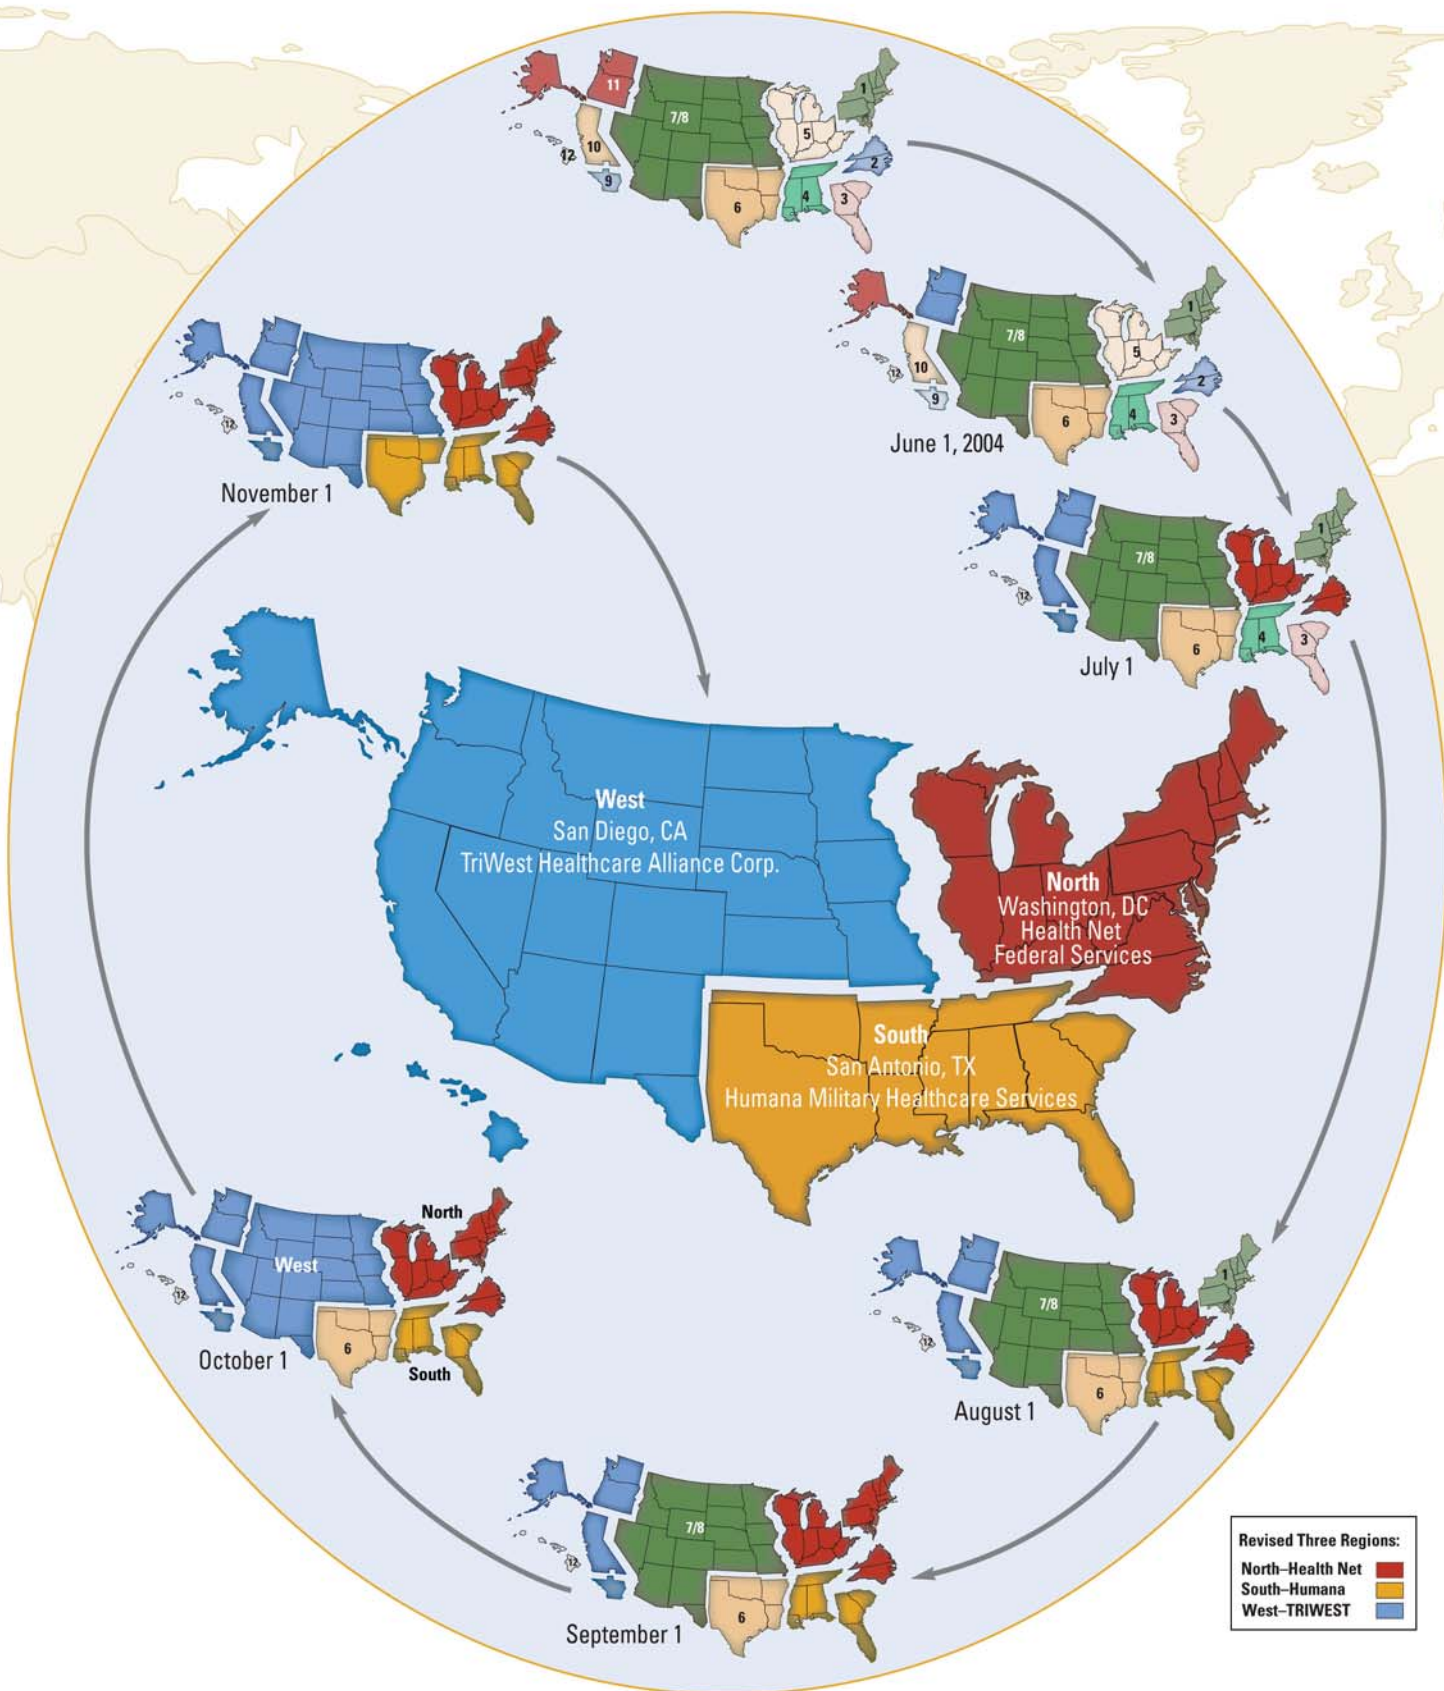 11
7/8
1
5
10
12
9
2
6
4
3
1
7/8
5
10
12
9
2
6
4
3
June 1, 2004
12
November 1
1
7/8
12
6
4
3
July 1
West
San Diego, CA
TriWest Healthcare Alliance Corp.
North
Washington, DC
Health Net
Federal Services
South
San Antonio, TX
Humana Military Healthcare Services
North
West
12
6
October 1
South
1
7/8
12
6
August 1
7/8
12
6
September 1
Revised Three Regions:
North–Health Net
South–Humana
West–TRIWEST